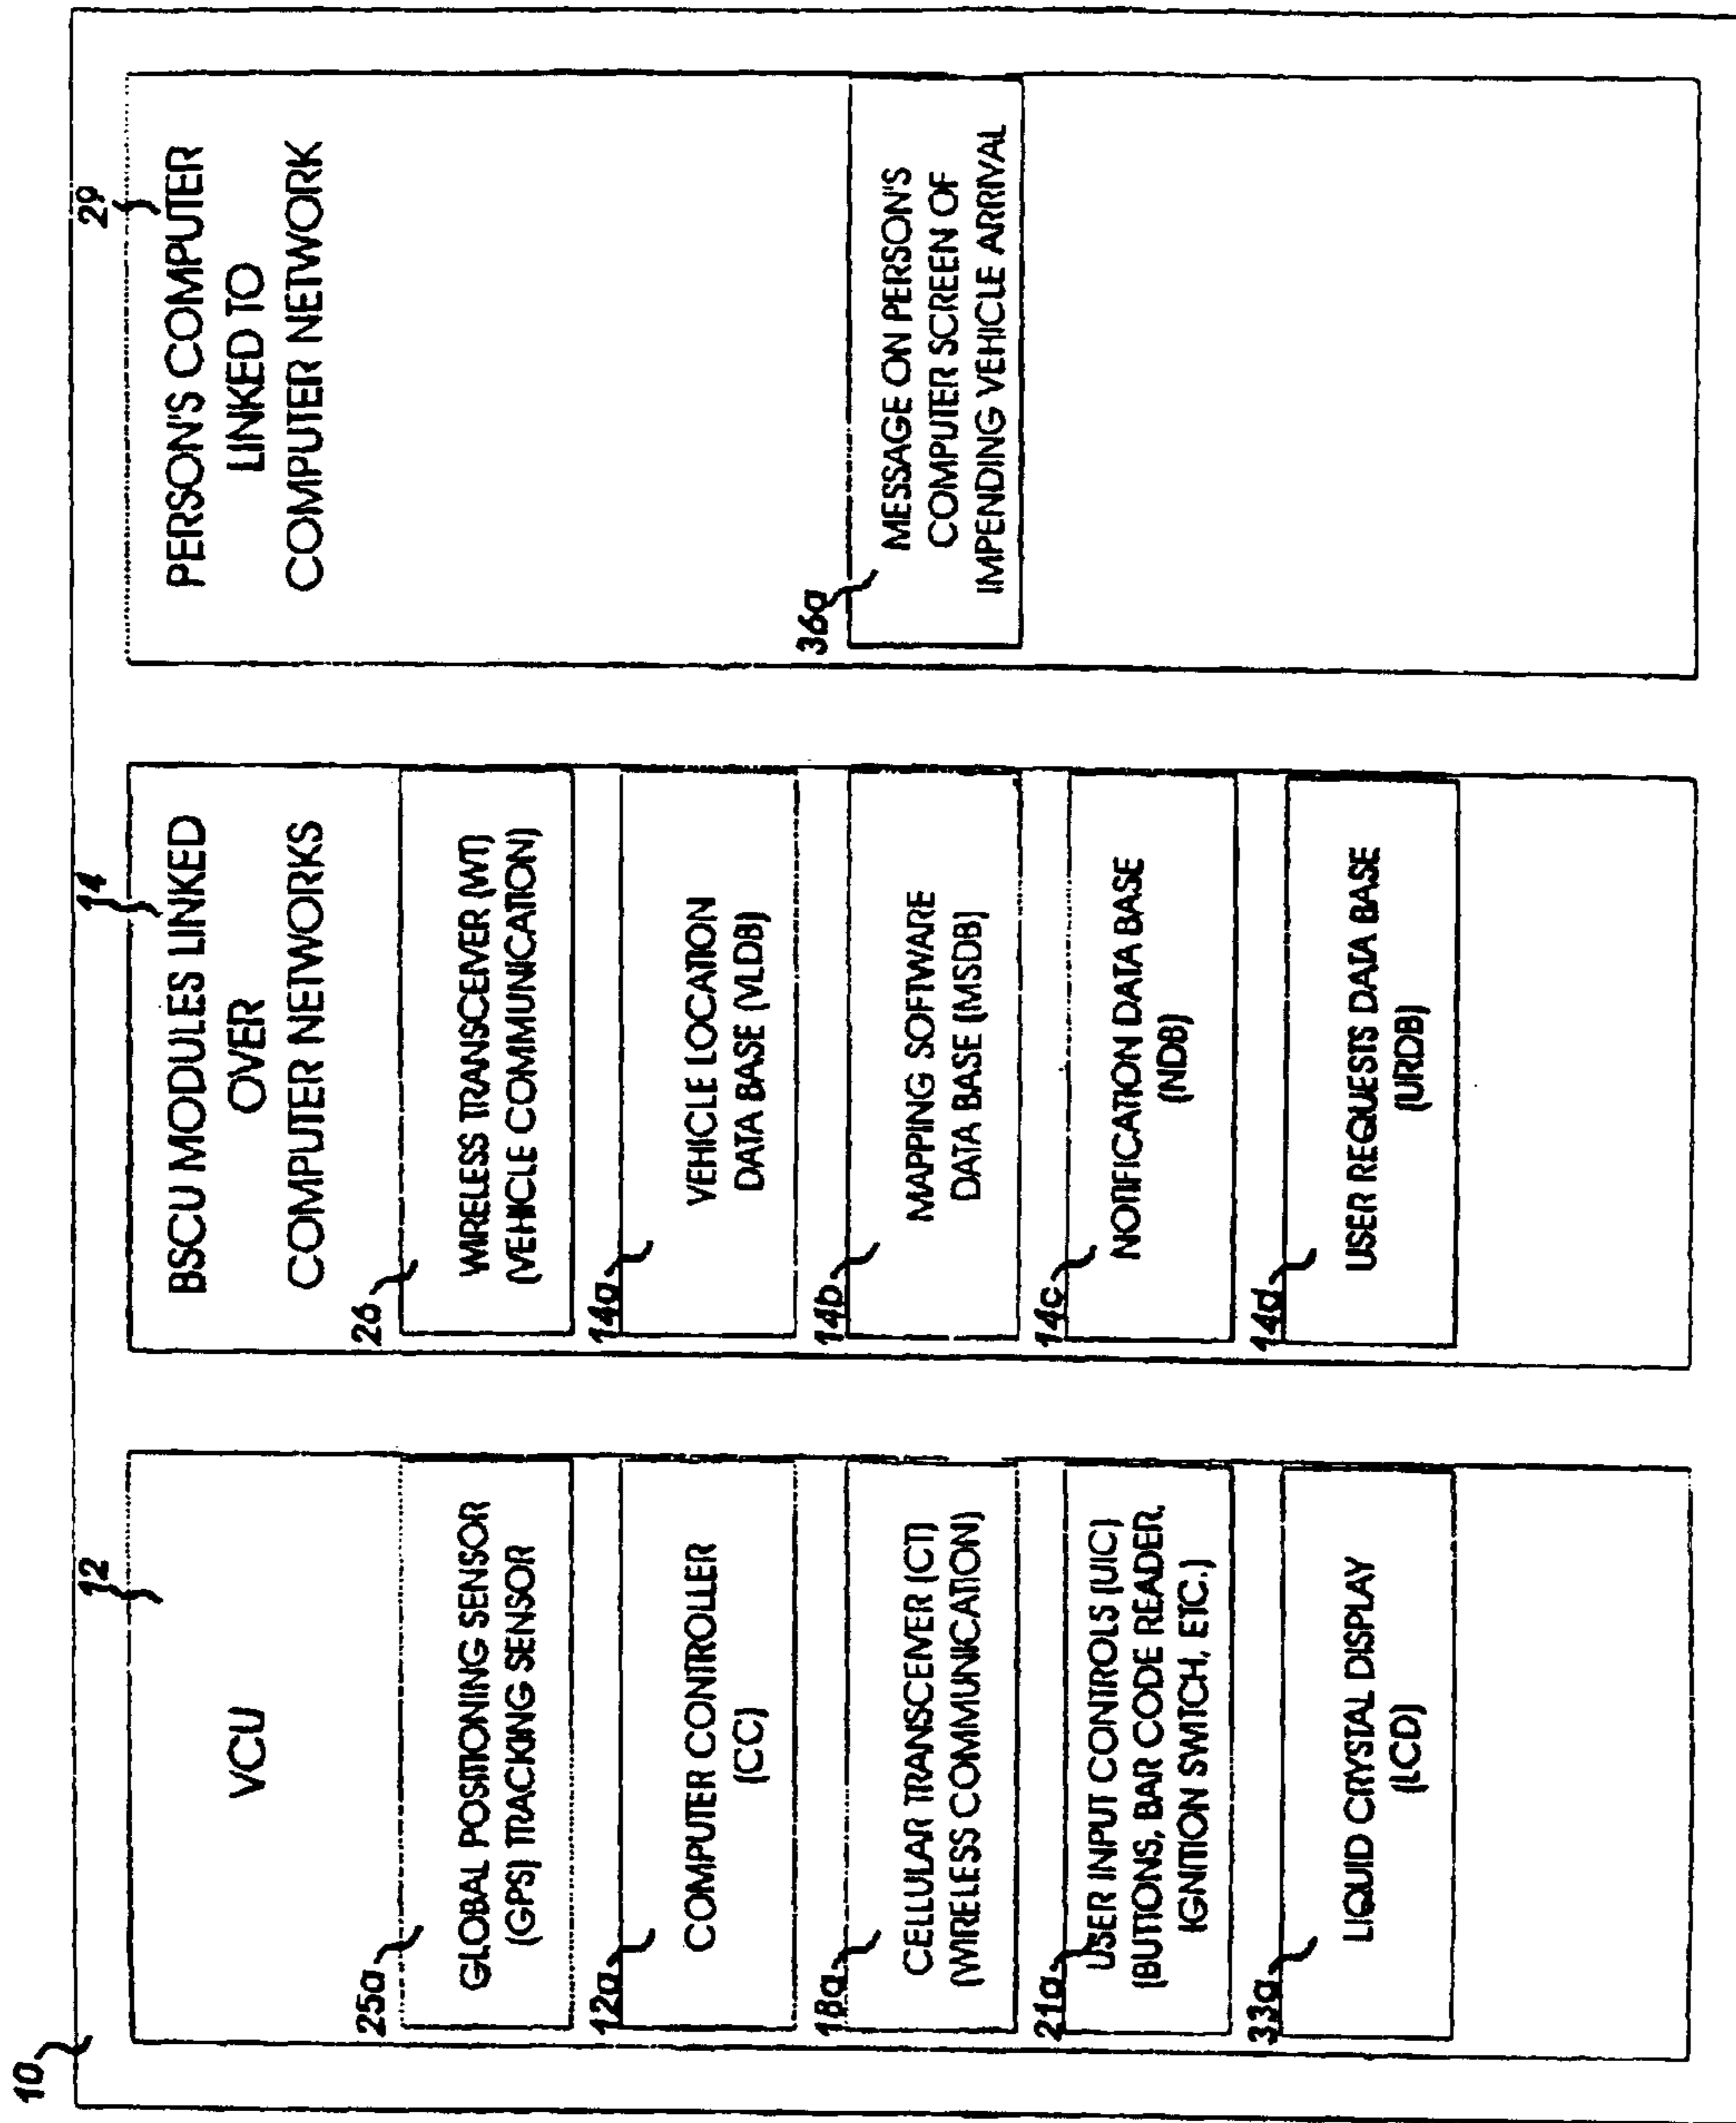 10
12
VCU
25a
GLOBAL POSITIONING SENSOR
(GPS) TRACKING SENSOR
12a
COMPUTER CONTROLLER
(CC)
18a
CELLULAR TRANSCEIVER (CT)
(WIRELESS COMMUNICATION)
21a
USER INPUT CONTROLS (UIC)
(BUTTONS, BAR CODE READER,
IGNITION SWITCH, ETC.)
33a
LIQUID CRYSTAL DISPLAY
(LCD)
14
BSCU MODULES LINKED
OVER
COMPUTER NETWORKS
26
WIRELESS TRANSCEIVER (WT)
(VEHICLE COMMUNICATION)
14a
VEHICLE LOCATION
DATA BASE (VLDB)
14b
MAPPING SOFTWARE
DATA BASE (MSDB)
14c
NOTIFICATION DATA BASE
(NDB)
14d
USER REQUESTS DATA BASE
(URDB)
29
PERSON'S COMPUTER
LINKED TO
COMPUTER NETWORK
36a
MESSAGE ON PERSON'S
COMPUTER SCREEN OF
IMPENDING VEHICLE ARRIVAL